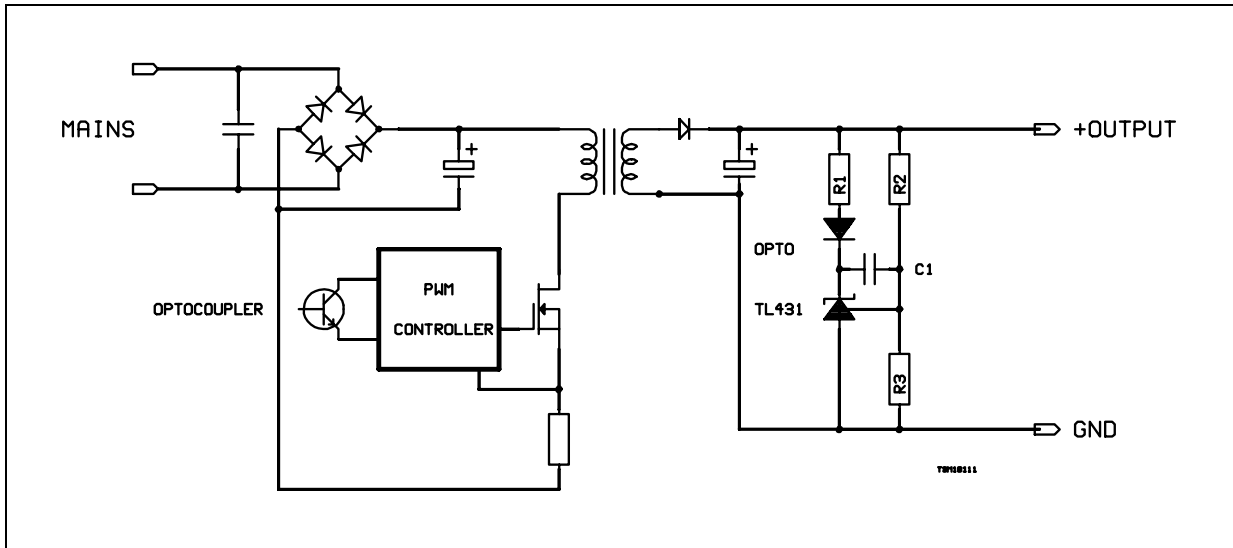 MAINS
+
+
+OUTPUT
R1
R2
OPTO
C1
PWM
OPTOCOUPLER
TL431
CONTROLLER
R3
GND